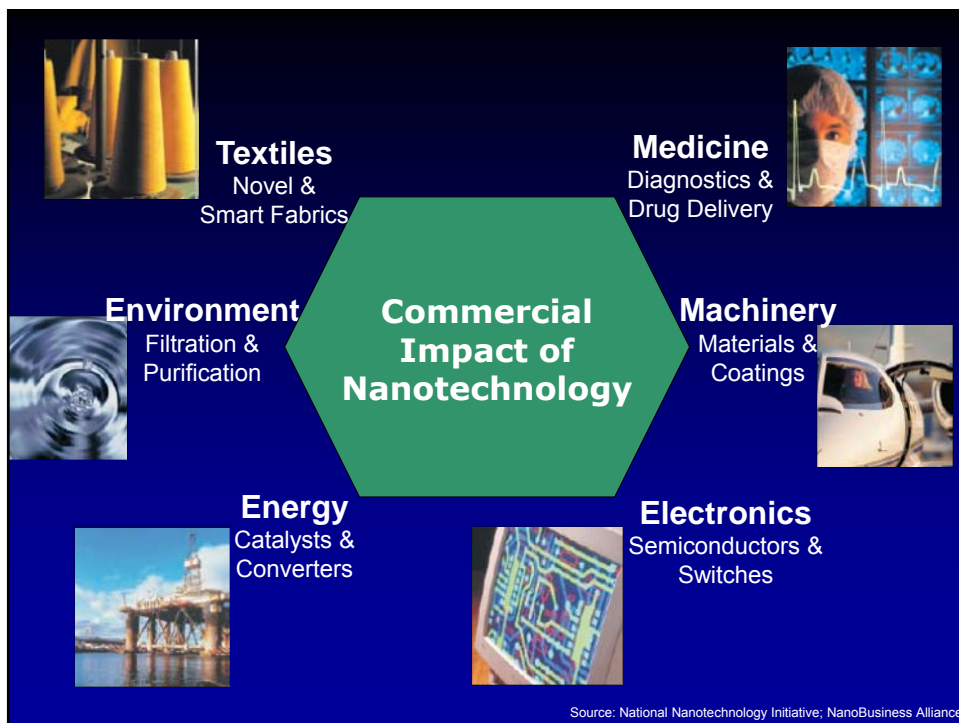 Textiles
Novel &
Smart Fabrics
Medicine
Diagnostics &
Drug Delivery
Environment
Filtration &
Purification
Commercial
Impact of
Nanotechnology
Machinery
Materials &
Coatings
Energy
Catalysts &
Converters
Electronics
Semiconductors &
Switches
Source: National Nanotechnology Initiative; NanoBusiness Alliance